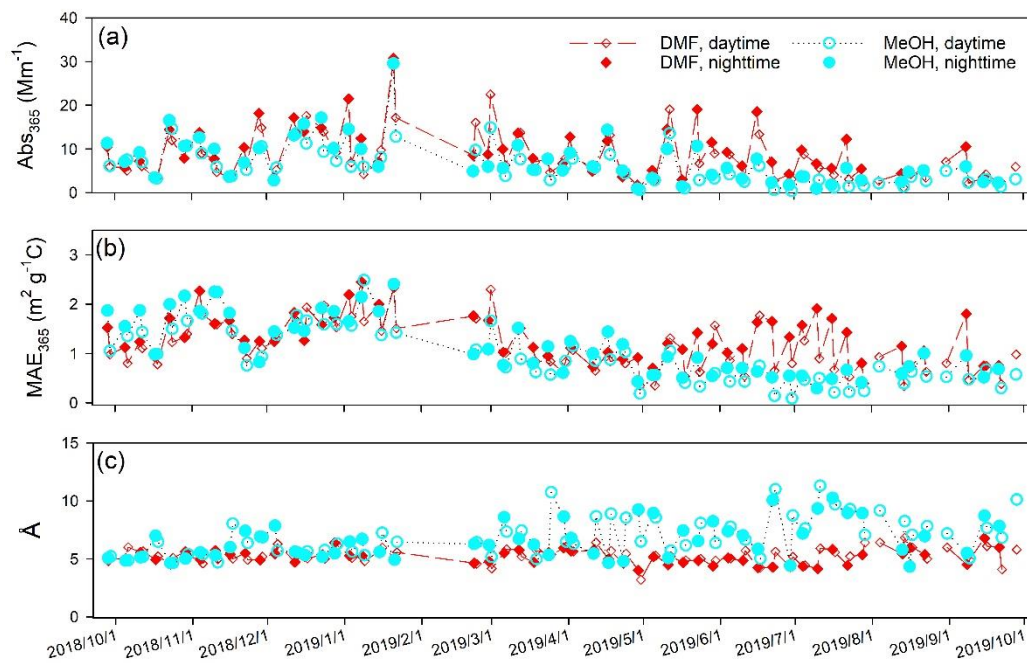 (a)
DMF, daytime
MeOH, daytime
DMF, nighttime
MeOH, nighttime
Abs365 (Mm-1)
40
30
20
10
0
(b)
MAE365 (m2 g-1C)
3
2
1
0
(c)
Å
15
10
5
0
2018/10/1
2018/11/1
2018/12/1
2019/1/1
2019/2/1
2019/3/1
2019/4/1
2019/5/1
2019/6/1
2019/7/1
2019/8/1
2019/9/1
2019/10/1